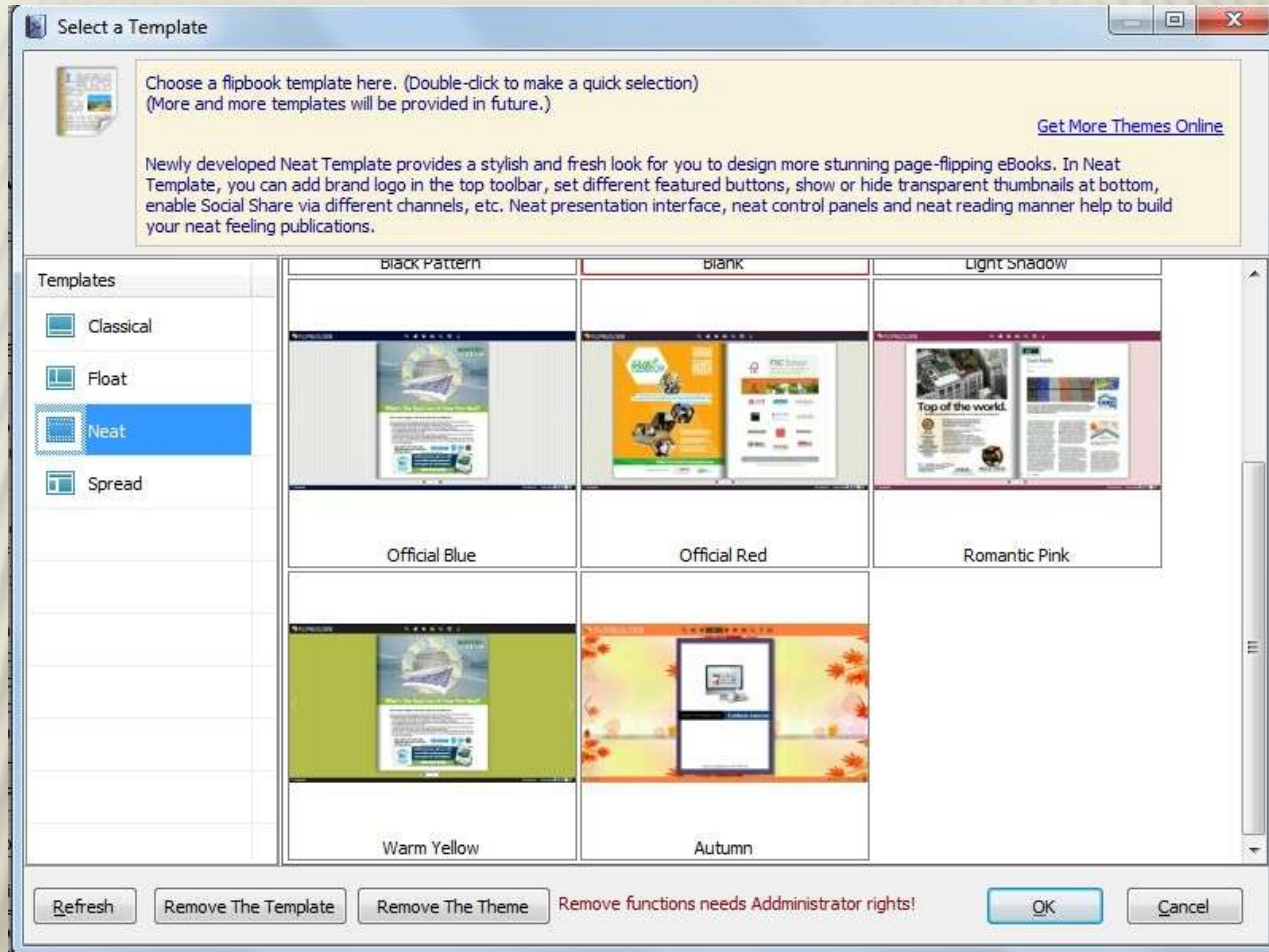 Select a Template
Choose a flipbook template here. (Double-click to make a quick selection)
(More and more templates will be provided in future.)
Get More Themes Online
Newly developed Neat Template provides a stylish and fresh look for you to design more stunning page-flipping eBooks. In Neat
Template, you can add brand logo in the top toolbar, set different featured buttons, show or hide transparent thumbnails at bottom,
enable Social Share via different channels, etc. Neat presentation interface, neat control panels and neat reading manner help to build
your neat feeling publications.
Templates
Classical
Float
Neat
Spread
Black Pattern
Blank
Light Shadow
Top of the world.
Official Blue
Official Red
Romantic Pink
Warm Yellow
Autumn
Refresh
Remove The Template
Remove The Theme
Remove functions needs Addministrator rights!
OK
Cancel